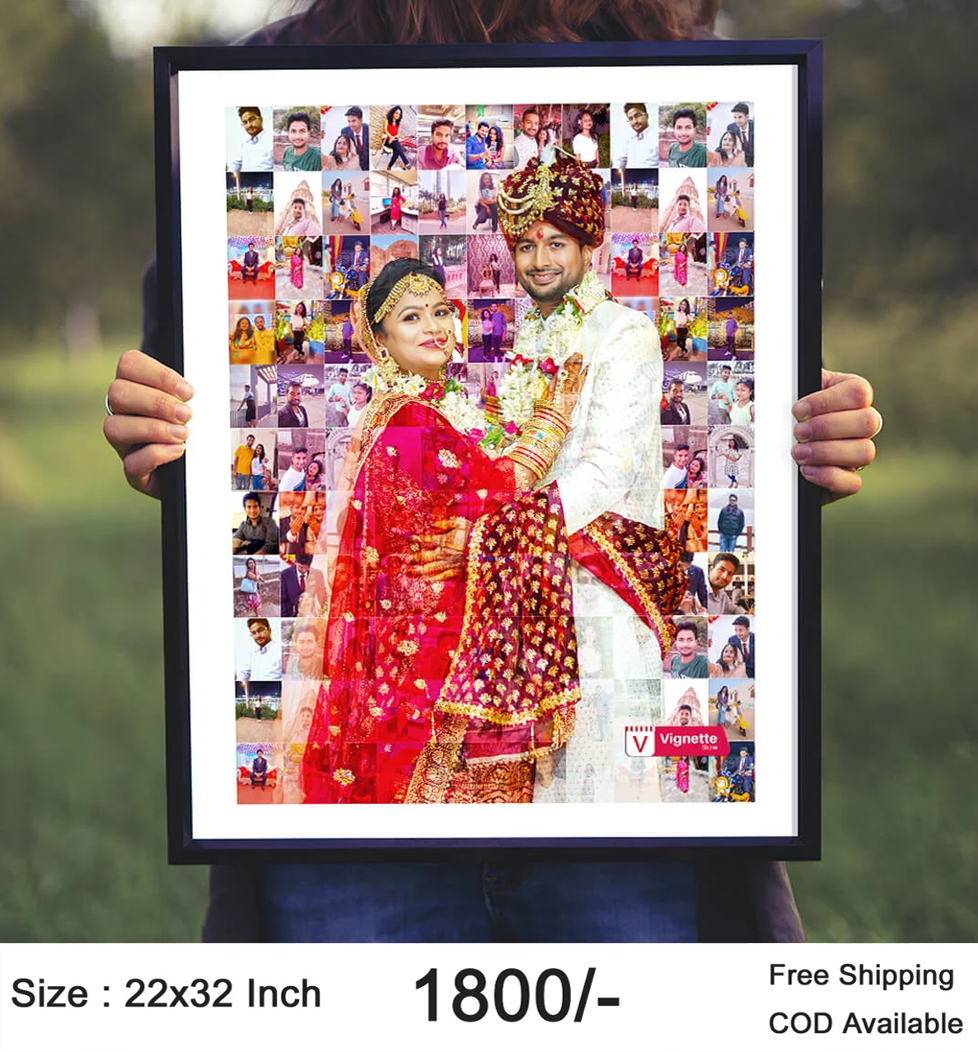 V Vignette
Store
Size : 22x32 Inch
1800/-
Free Shipping
COD Available